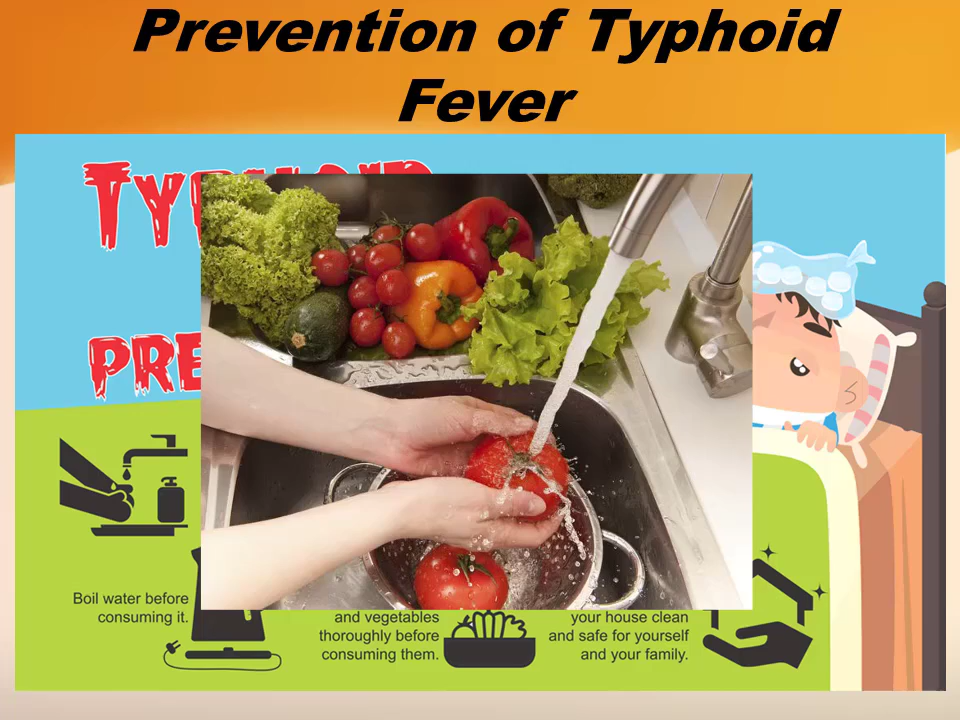 Prevention of Typhoid
Fever
Boil water before
consuming it.
and vegetables
thoroughly before
consuming them.
your house clean
and safe for yourself
and your family.